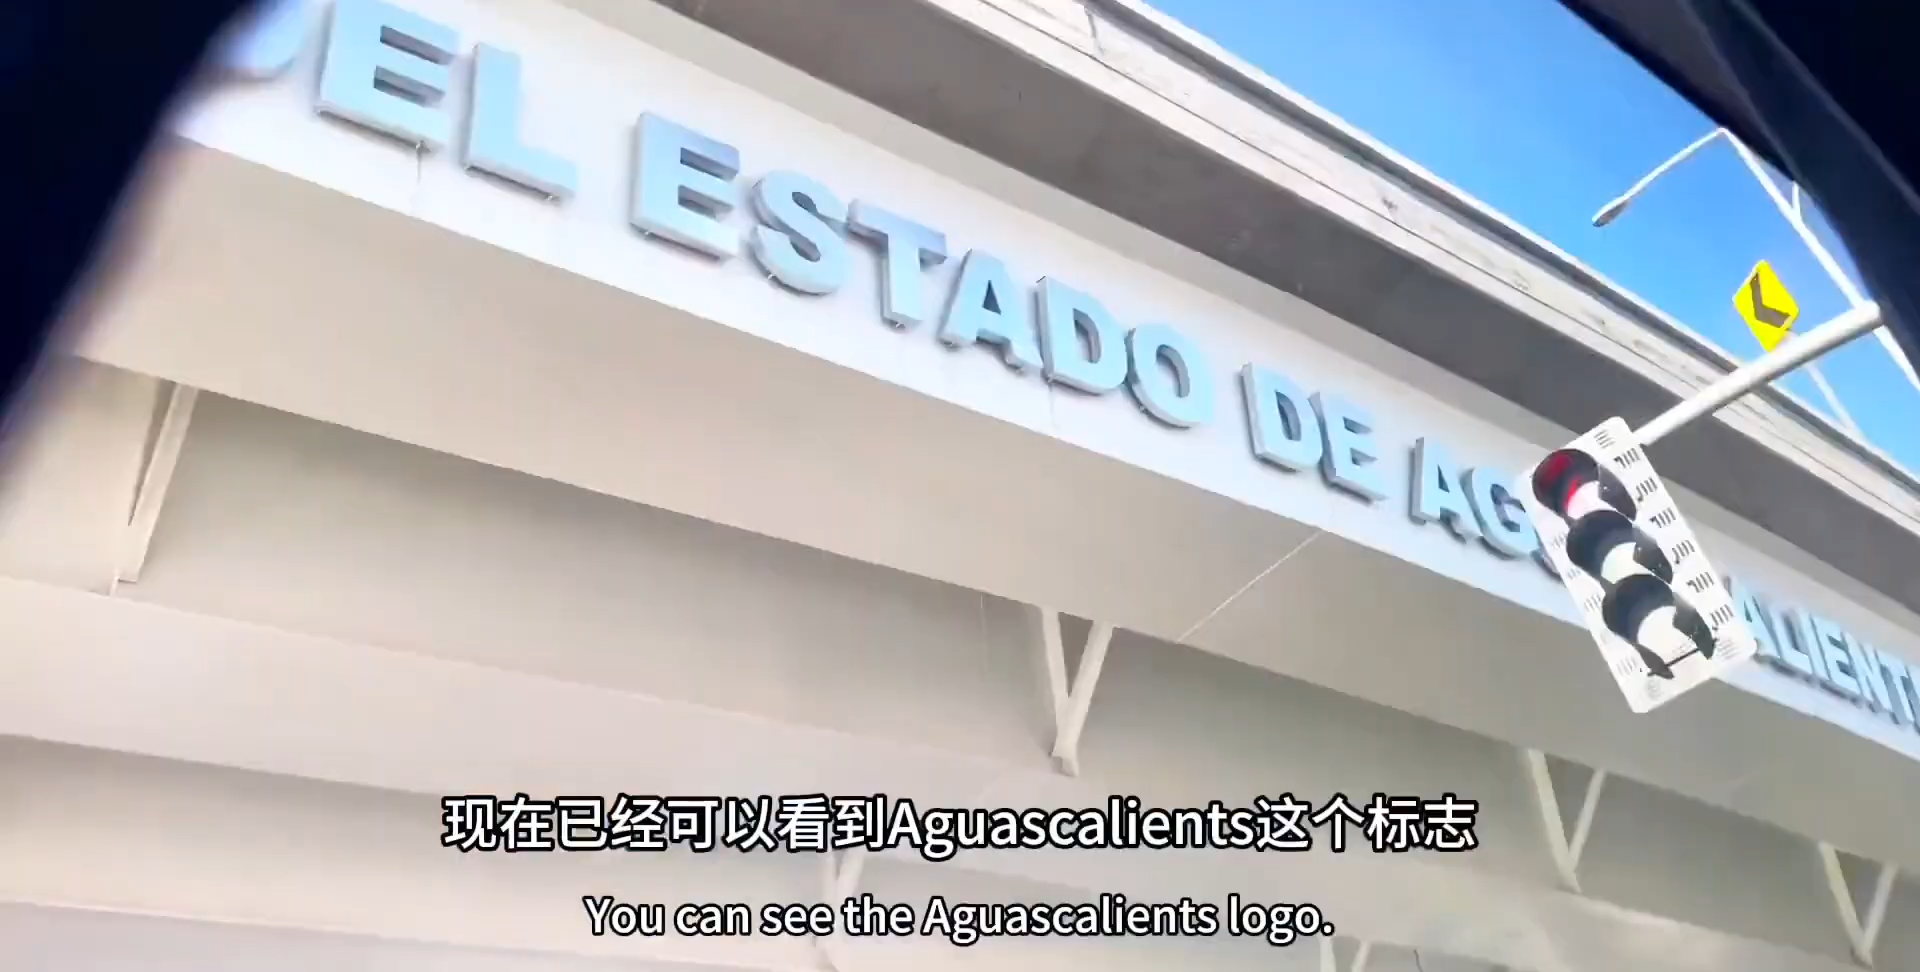 DEL ESTADO DE AG ALIENT
现在已经可以看到Aguascalients这个标志
You can see the Aguascalients logo.